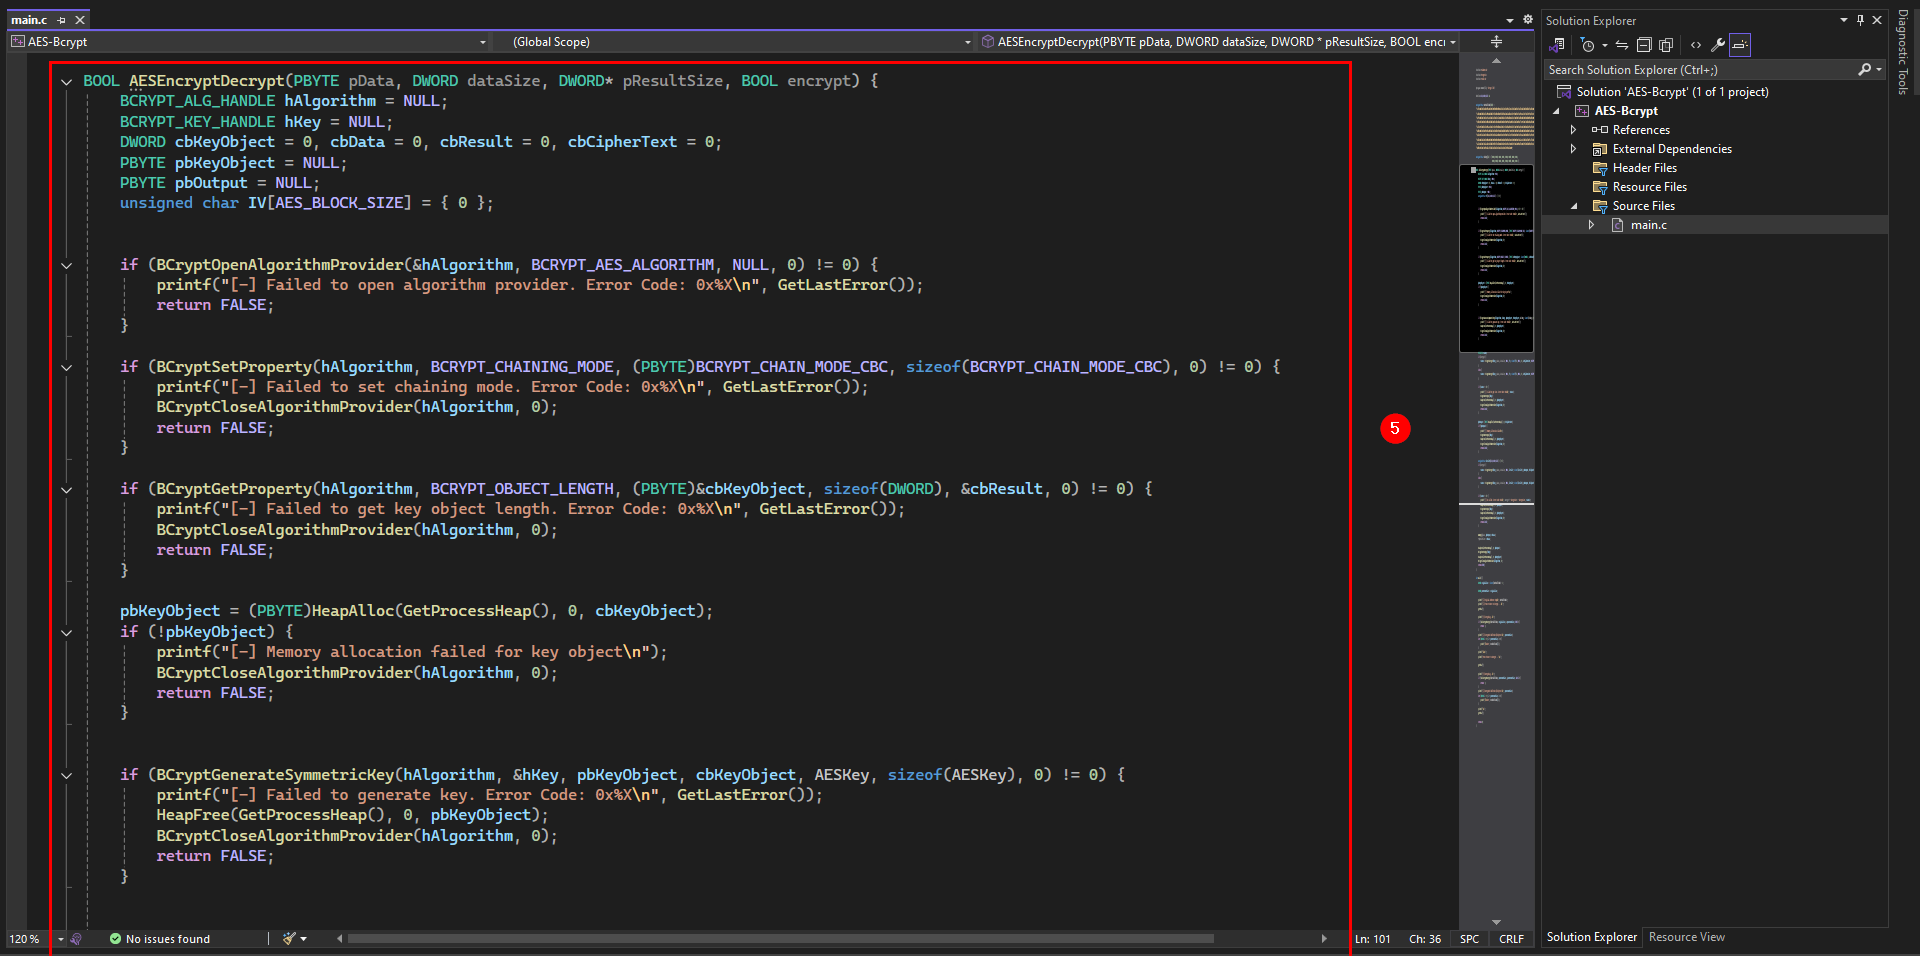 main.c
AES-Bcrypt
(Global Scope)
AESEncryptDecrypt(PBYTE pData, DWORD dataSize, DWORD * pResultSize, BOOL encr
BOOL AESEncryptDecrypt(PBYTE pData, DWORD dataSize, DWORD* pResultSize, BOOL encrypt) {
BCRYPT_ALG_HANDLE hAlgorithm = NULL;
BCRYPT_KEY_HANDLE hKey = NULL;
DWORD cbKeyObject = 0, cbData = 0, cbResult = 0, cbCipherText = 0;
PBYTE pbKeyObject = NULL;
PBYTE pbOutput = NULL;
unsigned char IV[AES_BLOCK_SIZE] = { 0 };
if (BCryptOpenAlgorithmProvider(&hAlgorithm, BCRYPT_AES_ALGORITHM, NULL, 0) != 0) {
printf("[-] Failed to open algorithm provider. Error Code: 0x%X\n", GetLastError());
return FALSE;
}
if (BCryptSetProperty(hAlgorithm, BCRYPT_CHAINING_MODE, (PBYTE)BCRYPT_CHAIN_MODE_CBC, sizeof(BCRYPT_CHAIN_MODE_CBC), 0) != 0) {
printf("[-] Failed to set chaining mode. Error Code: 0x%X\n", GetLastError());
BCryptCloseAlgorithmProvider(hAlgorithm, 0);
return FALSE;
}
if (BCryptGetProperty(hAlgorithm, BCRYPT_OBJECT_LENGTH, (PBYTE)&cbKeyObject, sizeof(DWORD), &cbResult, 0) != 0) {
printf("[-] Failed to get key object length. Error Code: 0x%X\n", GetLastError());
BCryptCloseAlgorithmProvider(hAlgorithm, 0);
return FALSE;
}
pbKeyObject = (PBYTE)HeapAlloc(GetProcessHeap(), 0, cbKeyObject);
if (!pbKeyObject) {
printf("[-] Memory allocation failed for key object\n");
BCryptCloseAlgorithmProvider(hAlgorithm, 0);
return FALSE;
}
if (BCryptGenerateSymmetricKey(hAlgorithm, &hKey, pbKeyObject, cbKeyObject, AESKey, sizeof(AESKey), 0) != 0) {
printf("[-] Failed to generate key. Error Code: 0x%X\n", GetLastError());
HeapFree(GetProcessHeap(), 0, pbKeyObject);
BCryptCloseAlgorithmProvider(hAlgorithm, 0);
return FALSE;
}
5
120 %
No issues found
Ln: 101
Ch: 36
SPC
CRLF
Solution Explorer
Search Solution Explorer (Ctrl+;)
Solution 'AES-Bcrypt' (1 of 1 project)
AES-Bcrypt
References
External Dependencies
Header Files
Resource Files
Source Files
main.c
Solution Explorer
Resource View
Diagnostic Tools